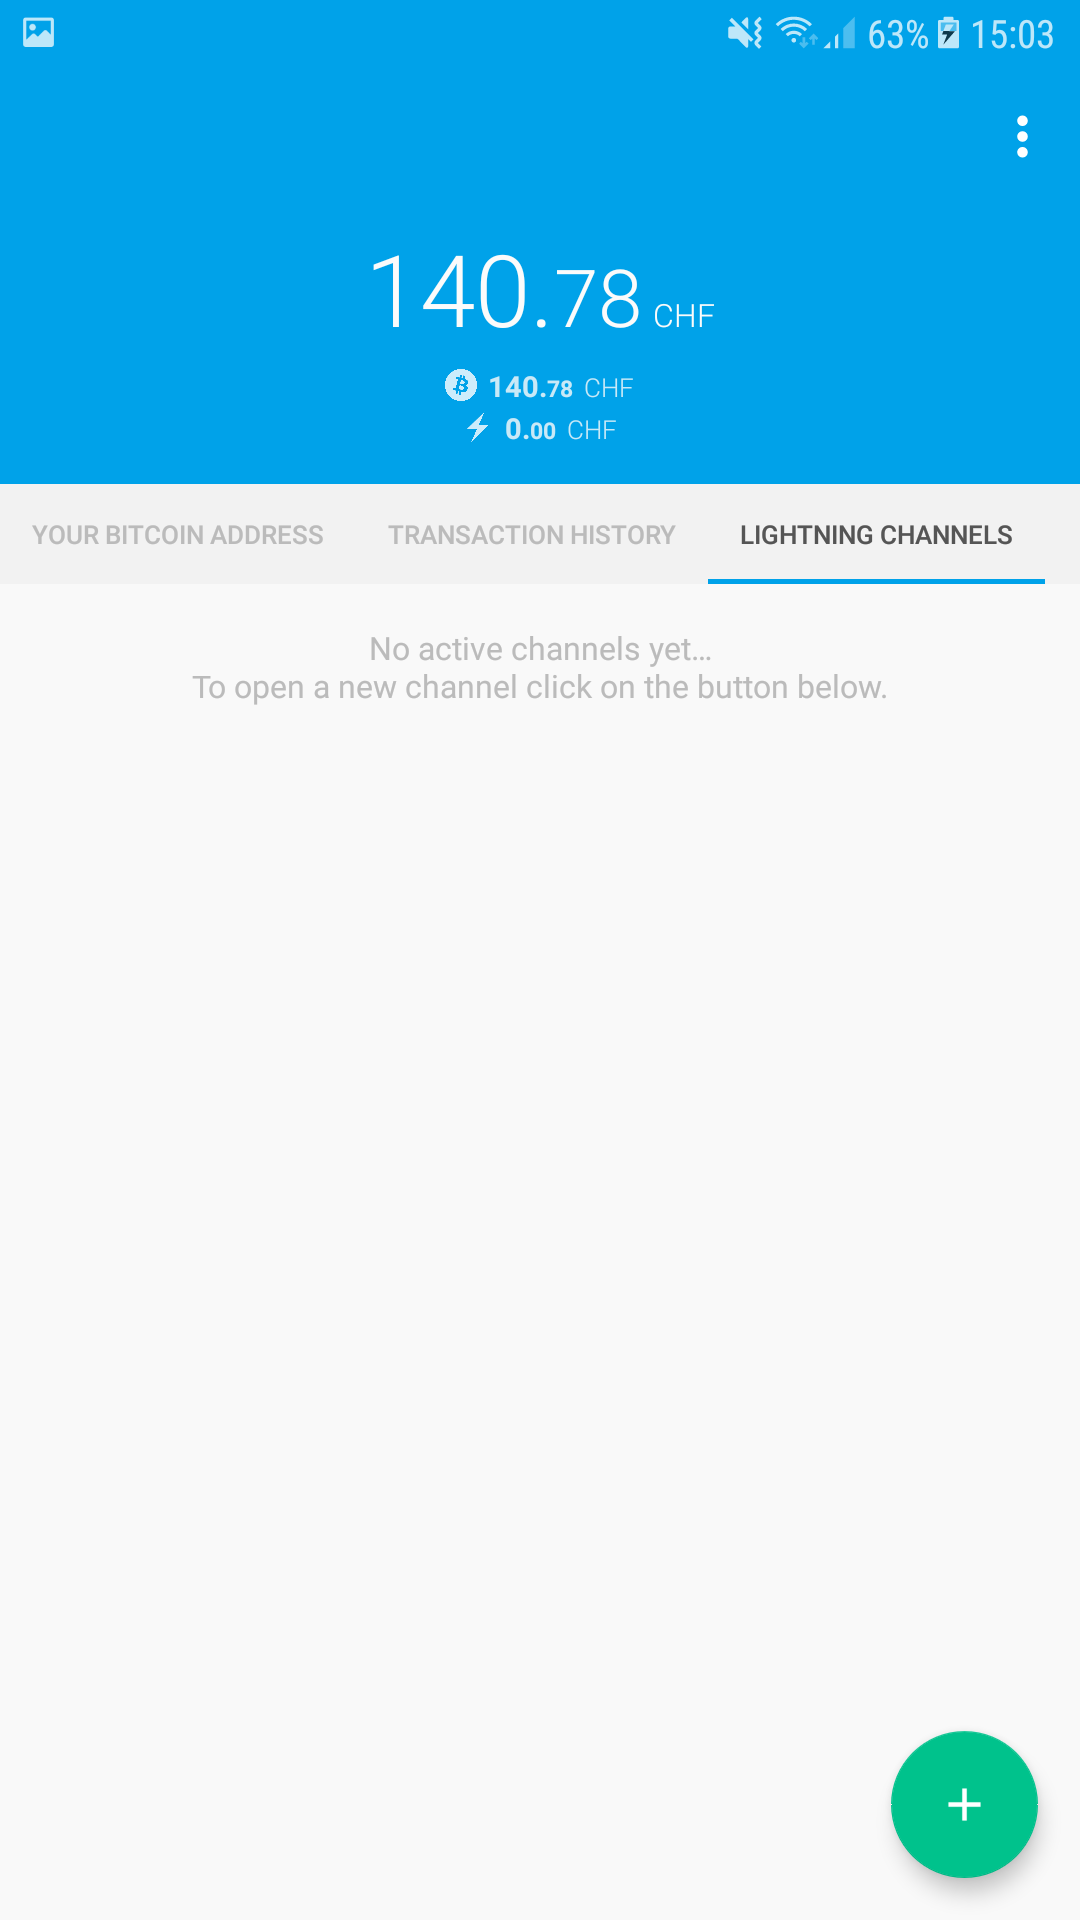 63% 15:03
140.78 CHF
140.78 CHF
0.00 CHF
YOUR BITCOIN ADDRESS TRANSACTION HISTORY LIGHTNING CHANNELS
No active channels yet...
To open a new channel click on the button below.
+